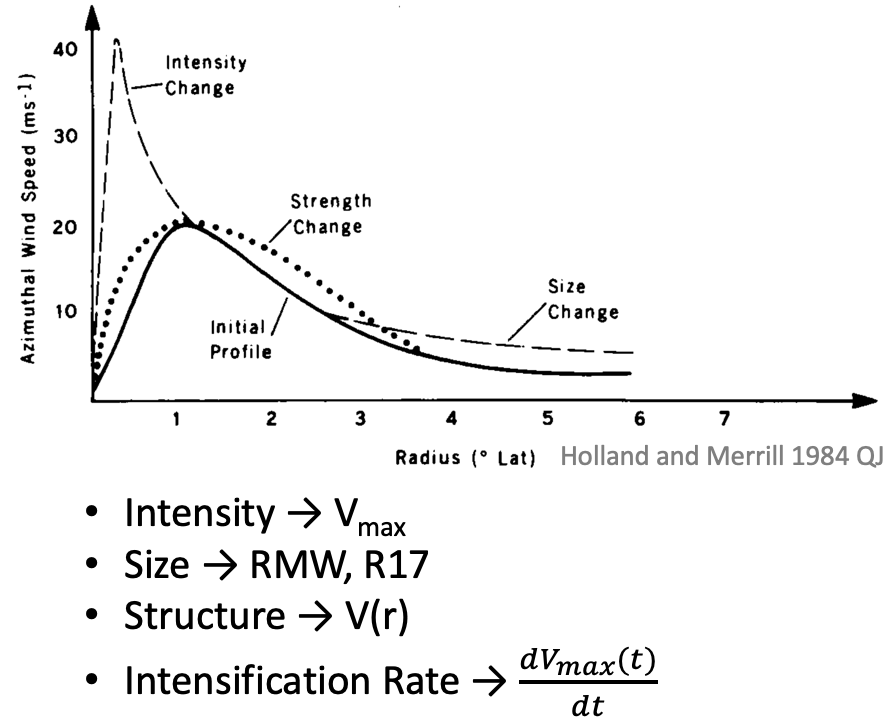 40
Intensity
Change
30
Azimuthal Wind Speed (ms⁻¹)
Strength
Change
20
Size
Change
10
Initial
Profile
1 2 3 4 5 6 7
Radius (° Lat) Holland and Merrill 1984 QJ
• Intensity → Vmax
• Size → RMW, R17
• Structure → V(r)
• Intensification Rate → dVmax(t)/dt